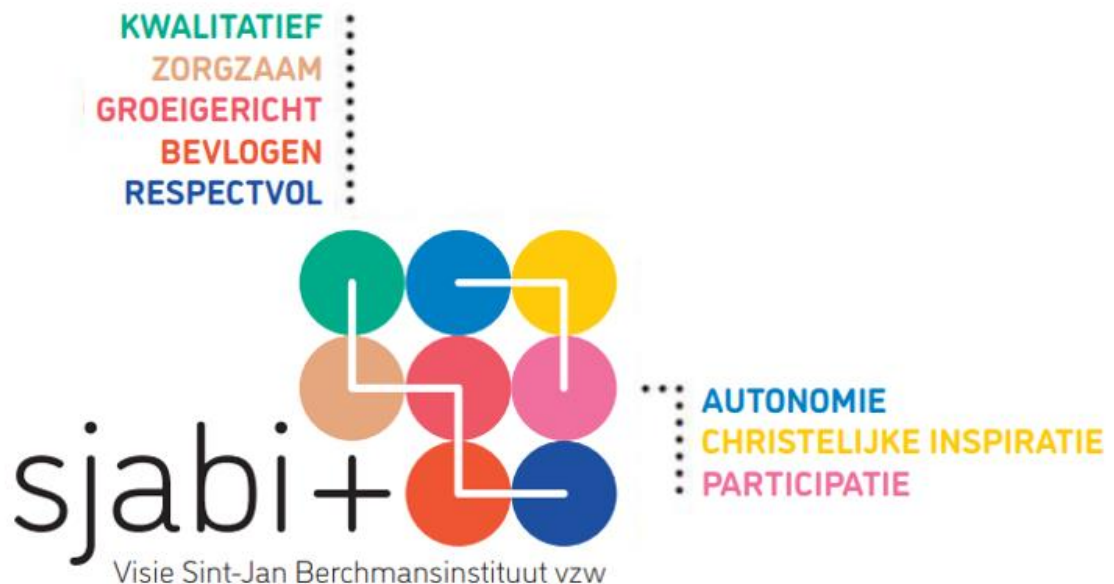 KWALITATIEF
ZORGZAAM
GROEIGERICHT
BEVLOGEN
RESPECTVOL
AUTONOMIE
CHRISTELIJKE INSPIRATIE
PARTICIPATIE
sjabi+
Visie Sint-Jan Berchmansinstituut vzw